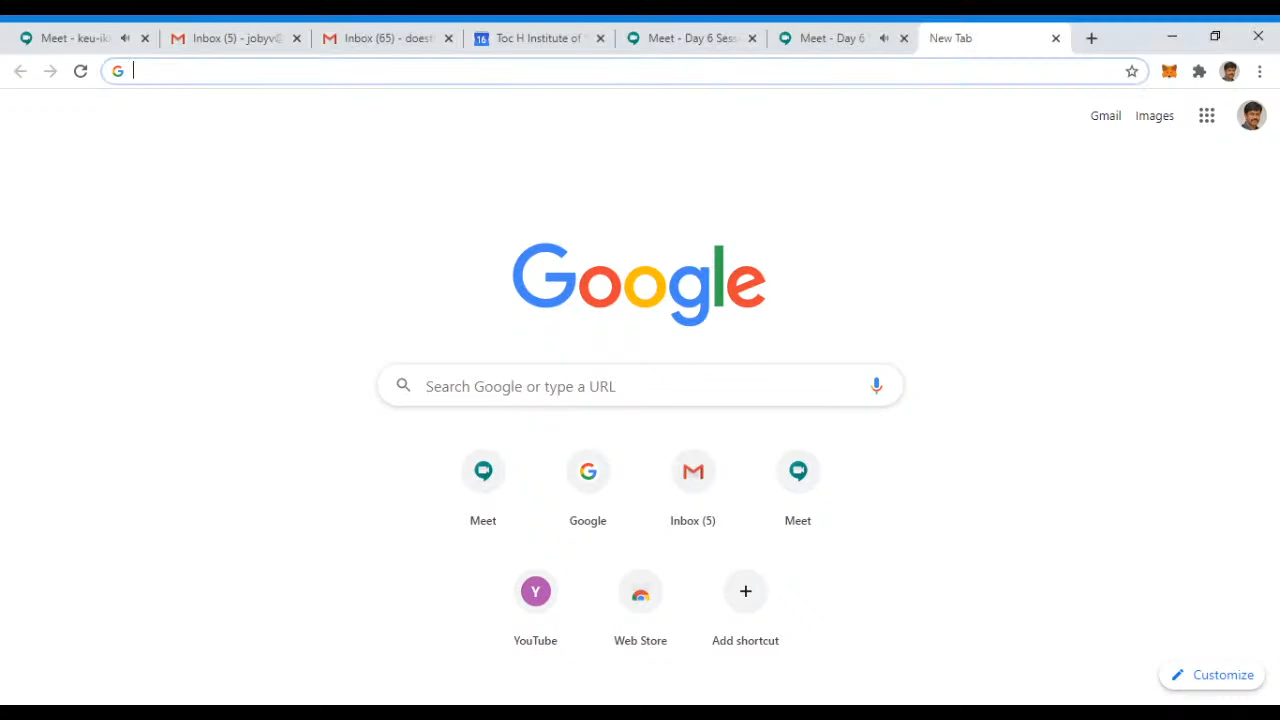 Meet - keu-ik
Inbox (5) - jobyv@
Inbox (65) - doest
16 Toc H Institute of
Meet - Day 6 Sess
Meet - Day 6
New Tab
Gmail Images
Google
Search Google or type a URL
Meet Google Inbox (5) Meet
Y
YouTube Web Store Add shortcut
Customize